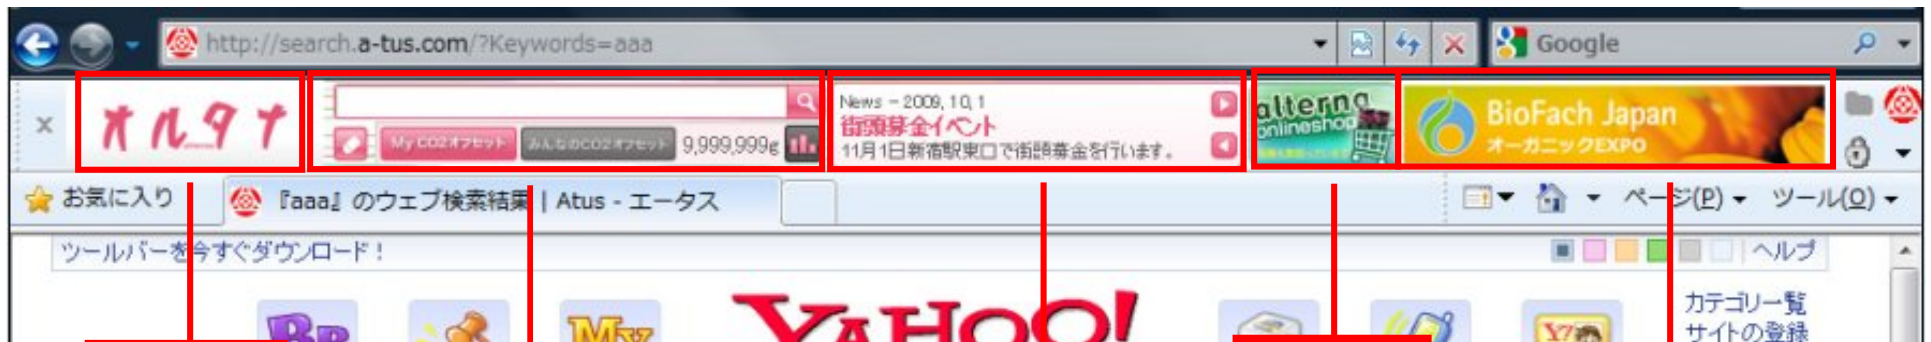 http://search.a-tus.com/?Keywords=aaa
Google
オルタナ
My CO2オフセット
みんなのCO2オフセット
9,999,999g
News - 2009, 10, 1
街頭募金イベント
11月1日新宿駅東口で街頭募金を行います。
alterna
onlineshop
BioFach Japan
オーガニックEXPO
お気に入り
『aaa』のウェブ検索結果 | Atus - エータス
ページ(P)
ツール(O)
ツールバーを今すぐダウンロード!
ヘルプ
YAHOO!
カテゴリ一覧
サイトの登録